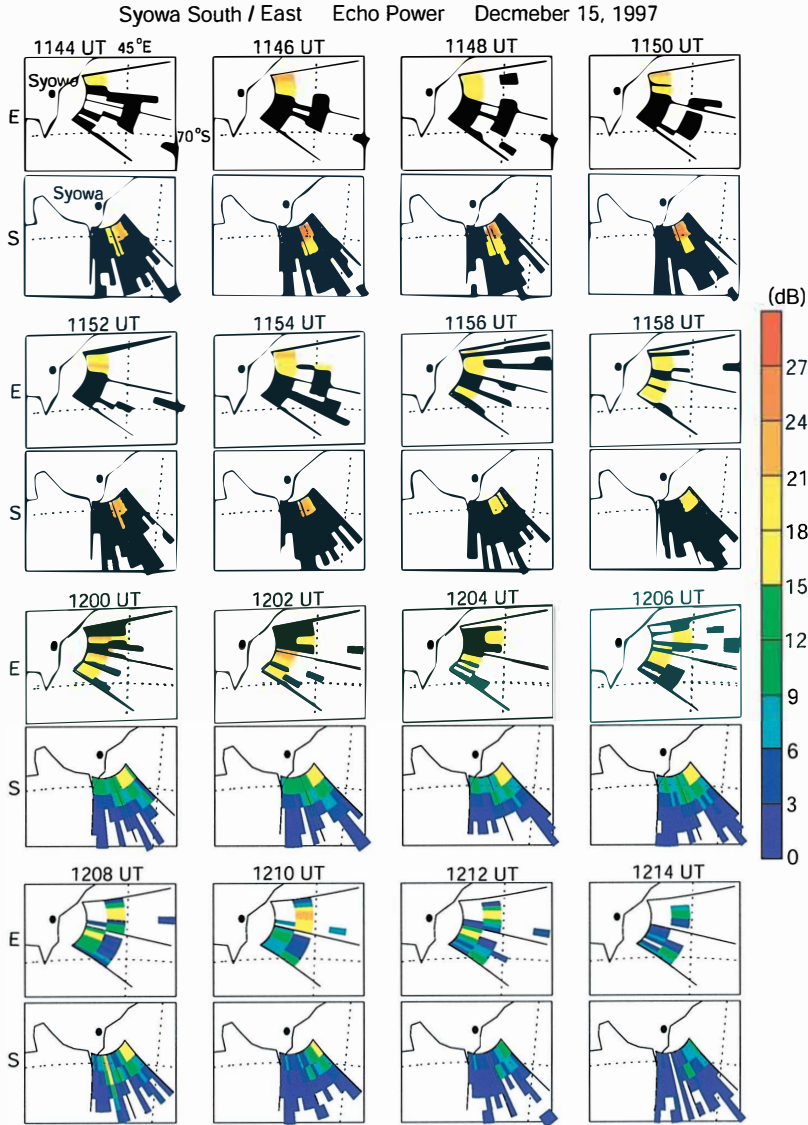 Syowa South / East Echo Power Decmeber 15, 1997
1144 UT 45°E 1146 UT 1148 UT 1150 UT
Syowa
E
70°S
Syowa
S
(dB)
1152 UT 1154 UT 1156 UT 1158 UT
E
S
27
24
21
18
15
12
9
6
3
0
1200 UT 1202 UT 1204 UT 1206 UT
E
S
1208 UT 1210 UT 1212 UT 1214 UT
E
S